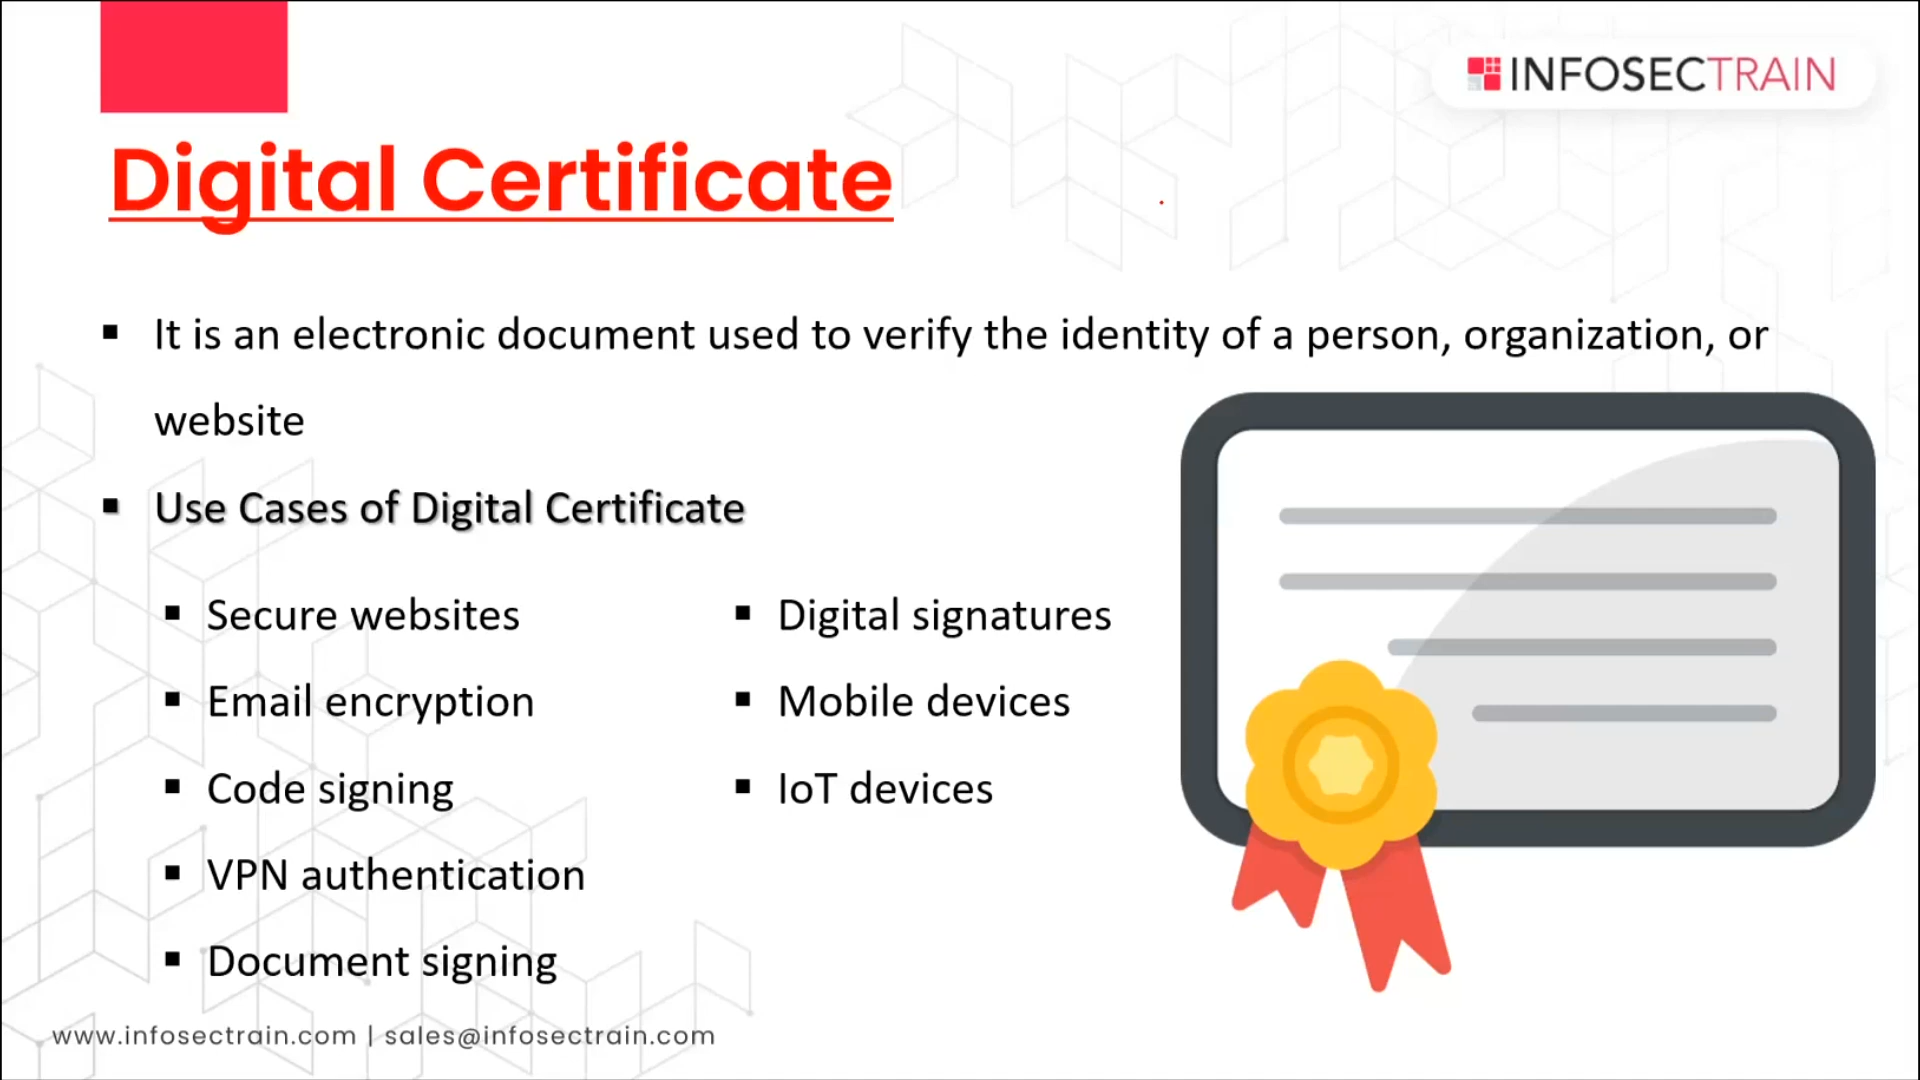 INFOSECTRAIN
Digital Certificate
It is an electronic document used to verify the identity of a person, organization, or
website
Use Cases of Digital Certificate
Secure websites
Email encryption
Code signing
VPN authentication
Document signing
Digital signatures
Mobile devices
IoT devices
www.infosectrain.com | sales@infosectrain.com